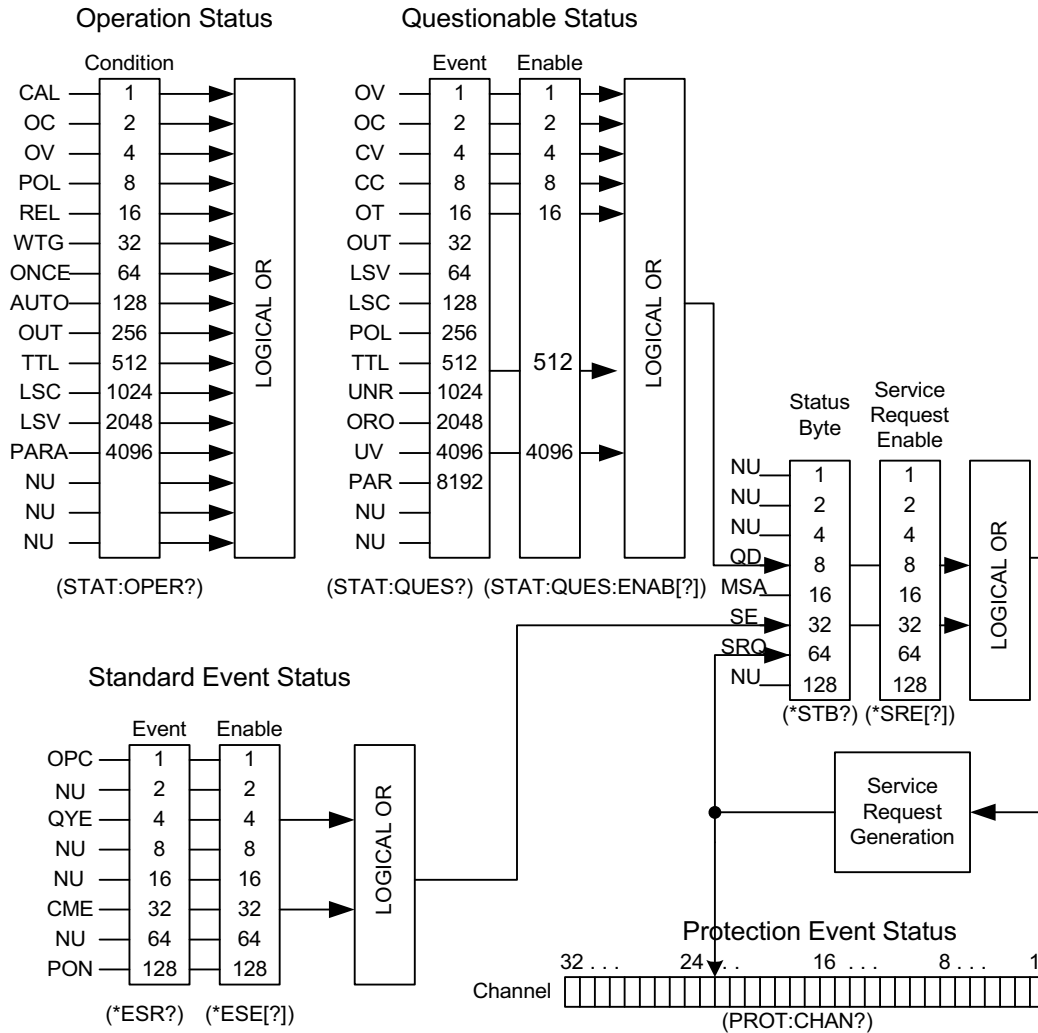 Operation Status
Condition
CAL 1
OC 2
OV 4
POL 8
REL 16
WTG 32
ONCE 64
AUTO 128
OUT 256
TTL 512
LSC 1024
LSV 2048
PARA 4096
NU
NU
NU
LOGICAL OR
(STAT:OPER?)
Questionable Status
Event Enable
OV 1 1
OC 2 2
CV 4 4
CC 8 8
OT 16 16
OUT 32
LSV 64
LSC 128
POL 256
TTL 512 512
UNR 1024
ORO 2048
UV 4096 4096
PAR 8192
NU
NU
LOGICAL OR
(STAT:QUES?) (STAT:QUES:ENAB[?])
Status
Byte
Service
Request
Enable
NU 1 1
NU 2 2
NU 4 4
QD 8 8
MSA 16 16
SE 32 32
SRQ 64 64
NU 128 128
LOGICAL OR
(*STB?) (*SRE[?])
Standard Event Status
Event Enable
OPC 1 1
NU 2 2
QYE 4 4
NU 8 8
NU 16 16
CME 32 32
NU 64 64
PON 128 128
LOGICAL OR
(*ESR?) (*ESE[?])
Service
Request
Generation
Protection Event Status
32 . . . 24 . . . 16 . . . 8 . . . 1
Channel
(PROT:CHAN?)